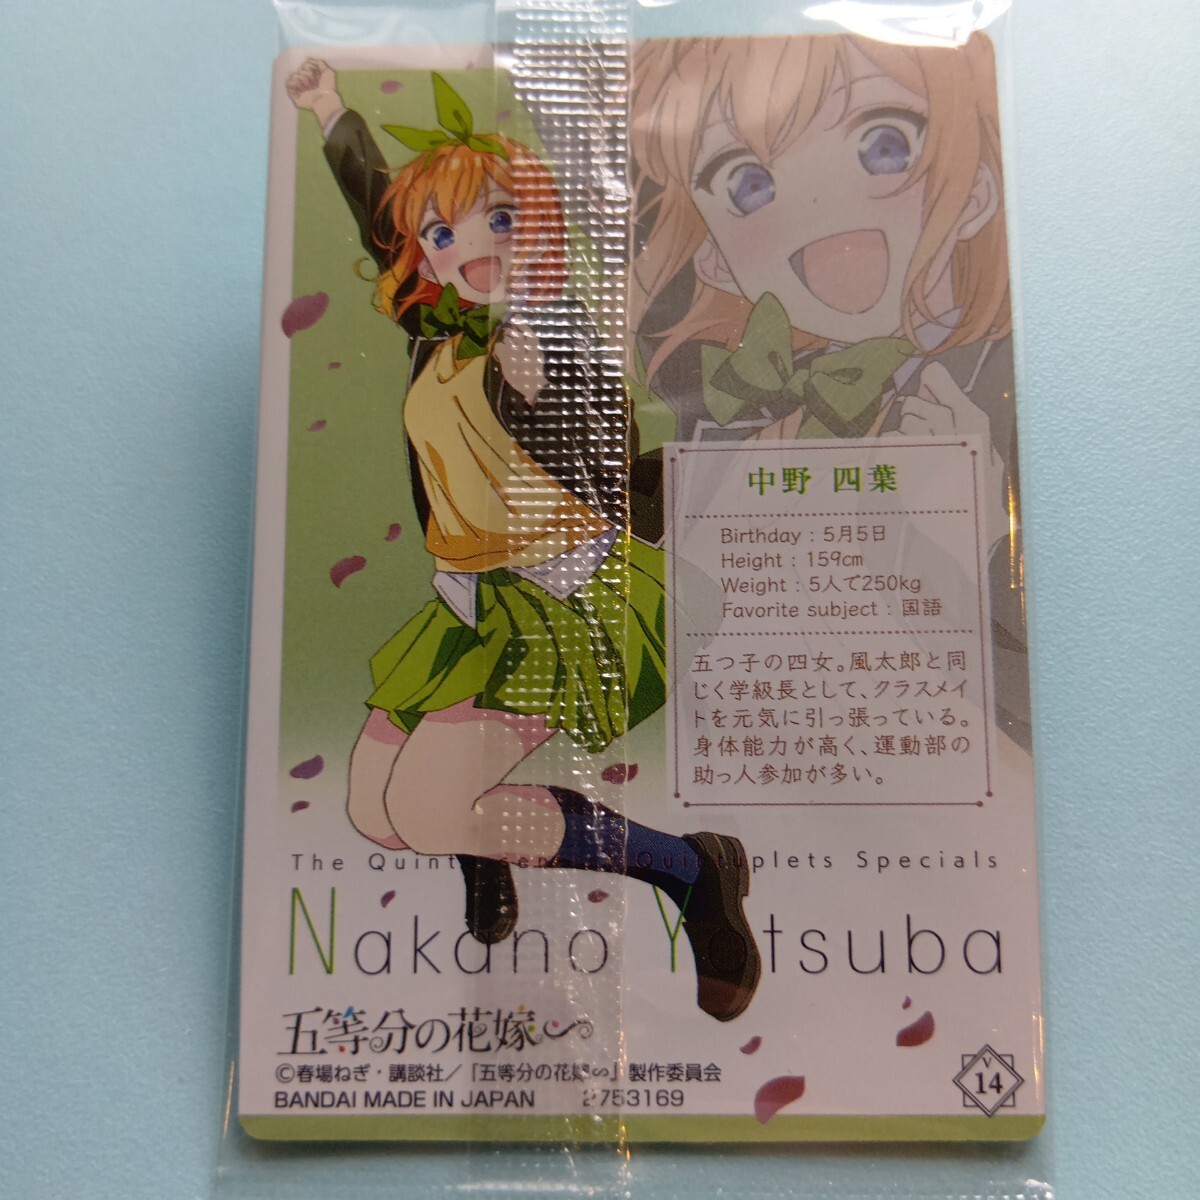 中野 四葉
Birthday : 5月5日
Height : 159cm
Weight : 5人で250kg
Favorite subject : 国語
五つ子の四女。風太郎と同
じく学級長として、クラスメイ
トを元気に引っ張っている。
身体能力が高く、運動部の
助っ人参加が多い。
The Quintessential Quintuplets Specials
Nakano Yotsuba
五等分の花嫁∽
©春場ねぎ・講談社/「五等分の花嫁∽」製作委員会
BANDAI MADE IN JAPAN 2753169
V
14